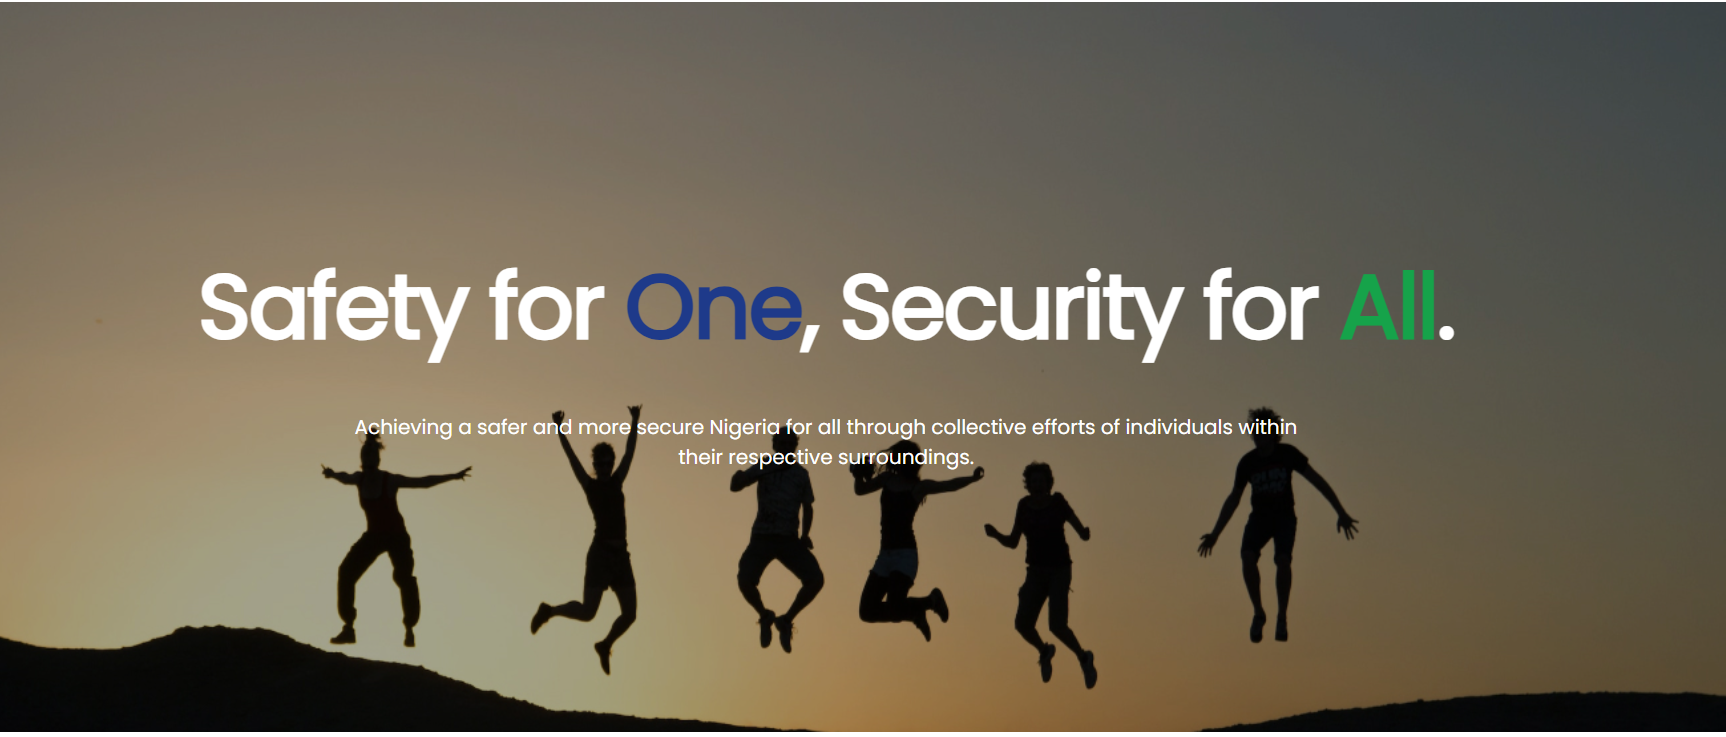 Safety for One, Security for All.
Achieving a safer and more secure Nigeria for all through collective efforts of individuals within
their respective surroundings.